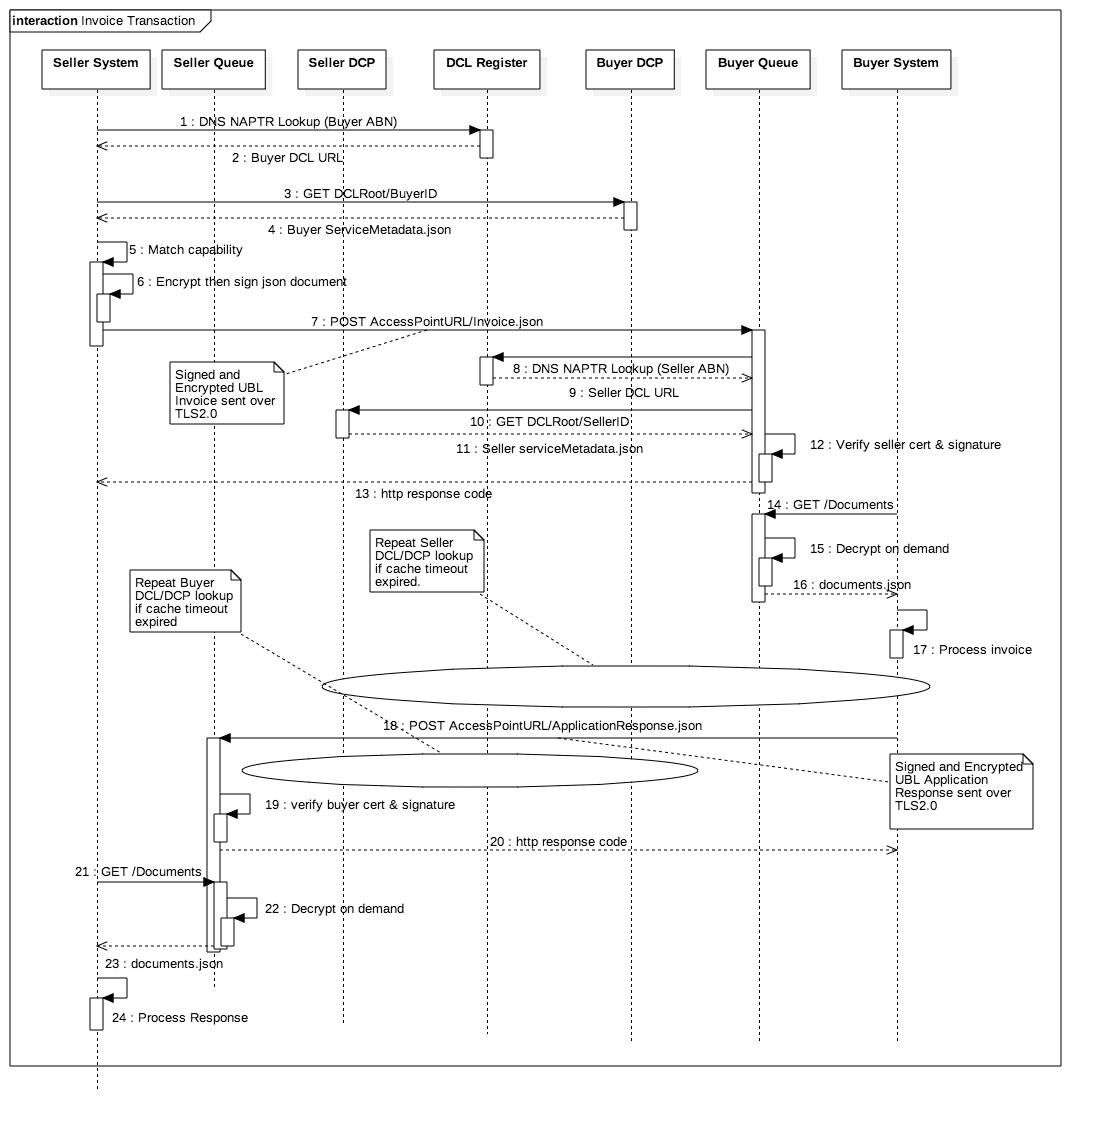 interaction Invoice Transaction
Seller System
Seller Queue
Seller DCP
DCL Register
Buyer DCP
Buyer Queue
Buyer System
1 : DNS NAPTR Lookup (Buyer ABN)
2 : Buyer DCL URL
3 : GET DCLRoot/BuyerID
4 : Buyer ServiceMetadata.json
5 : Match capability
6 : Encrypt then sign json document
7 : POST AccessPointURL/Invoice.json
Signed and
Encrypted UBL
Invoice sent over
TLS2.0
8 : DNS NAPTR Lookup (Seller ABN)
9 : Seller DCL URL
10 : GET DCLRoot/SellerID
11 : Seller serviceMetadata.json
12 : Verify seller cert & signature
13 : http response code
14 : GET /Documents
Repeat Seller
DCL/DCP lookup
if cache timeout
expired.
15 : Decrypt on demand
Repeat Buyer
DCL/DCP lookup
if cache timeout
expired
16 : documents.json
17 : Process invoice
18 : POST AccessPointURL/ApplicationResponse.json
Signed and Encrypted
UBL Application
Response sent over
TLS2.0
19 : verify buyer cert & signature
20 : http response code
21 : GET /Documents
22 : Decrypt on demand
23 : documents.json
24 : Process Response